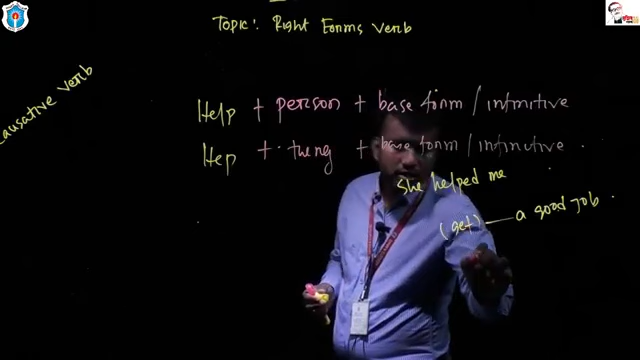 Topic: Right Forms Verb
Causative verb
Help + person + base form / infinitive
Hep + thing + base form / infinitive.
she helped me
(get) — a good job.